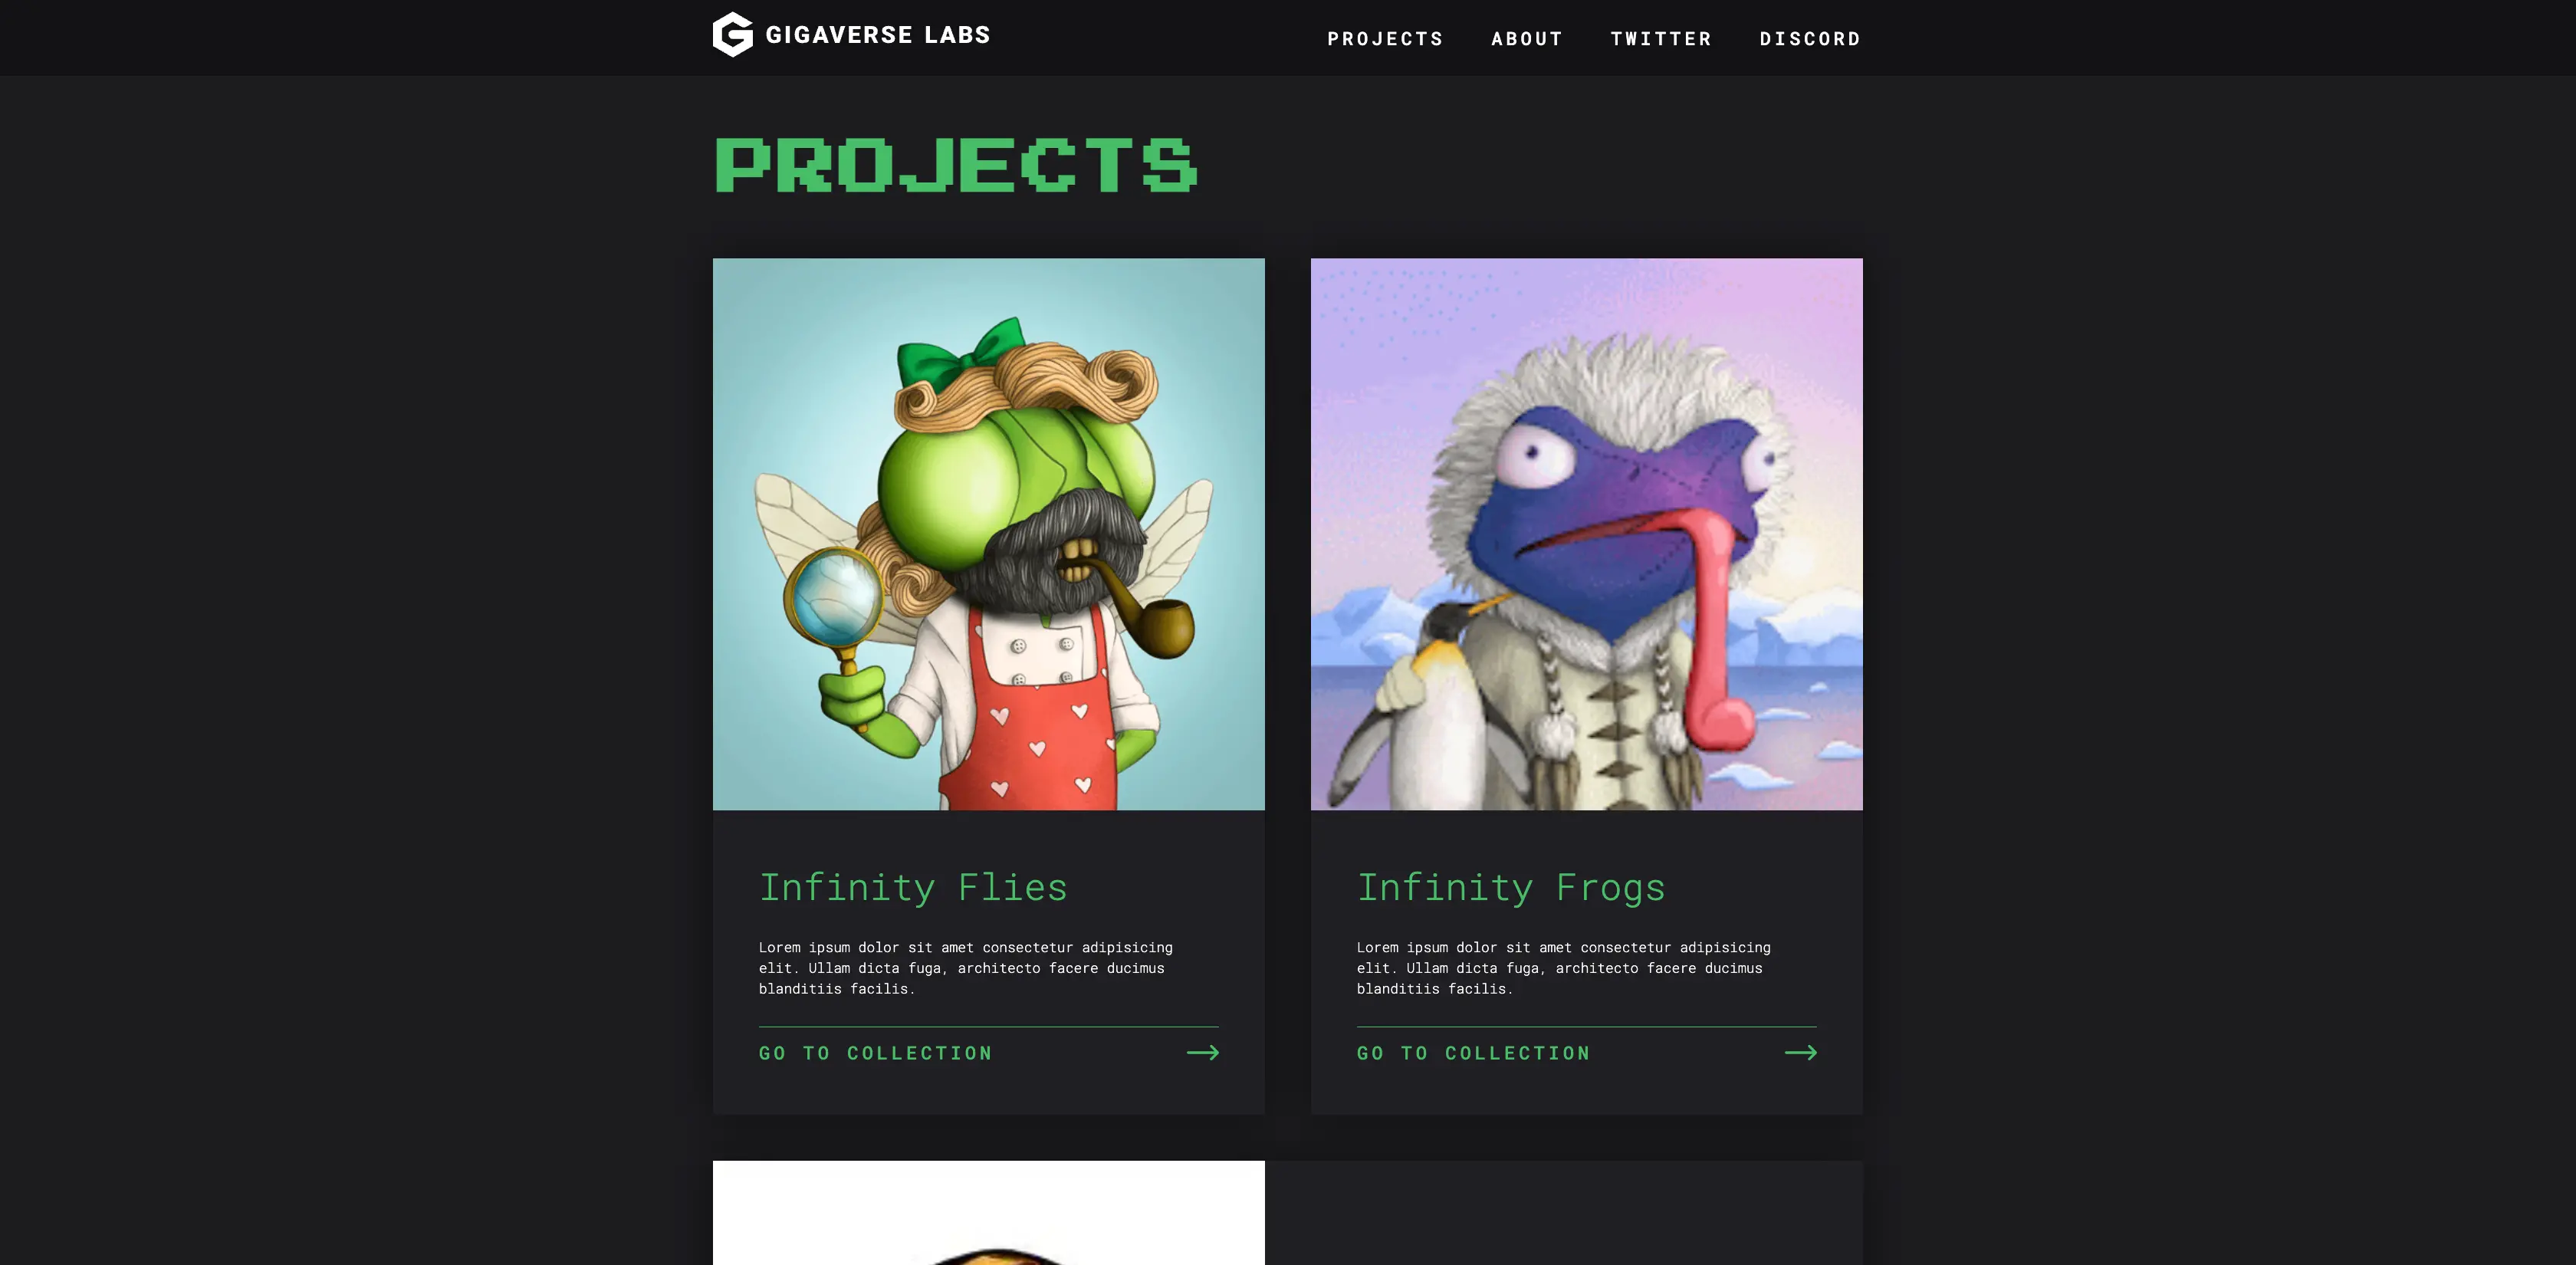 GIGAVERSE LABS
PROJECTS ABOUT TWITTER DISCORD
PROJECTS
Infinity Flies
Lorem ipsum dolor sit amet consectetur adipisicing
elit. Ullam dicta fuga, architecto facere ducimus
blanditiis facilis.
GO TO COLLECTION
Infinity Frogs
Lorem ipsum dolor sit amet consectetur adipisicing
elit. Ullam dicta fuga, architecto facere ducimus
blanditiis facilis.
GO TO COLLECTION